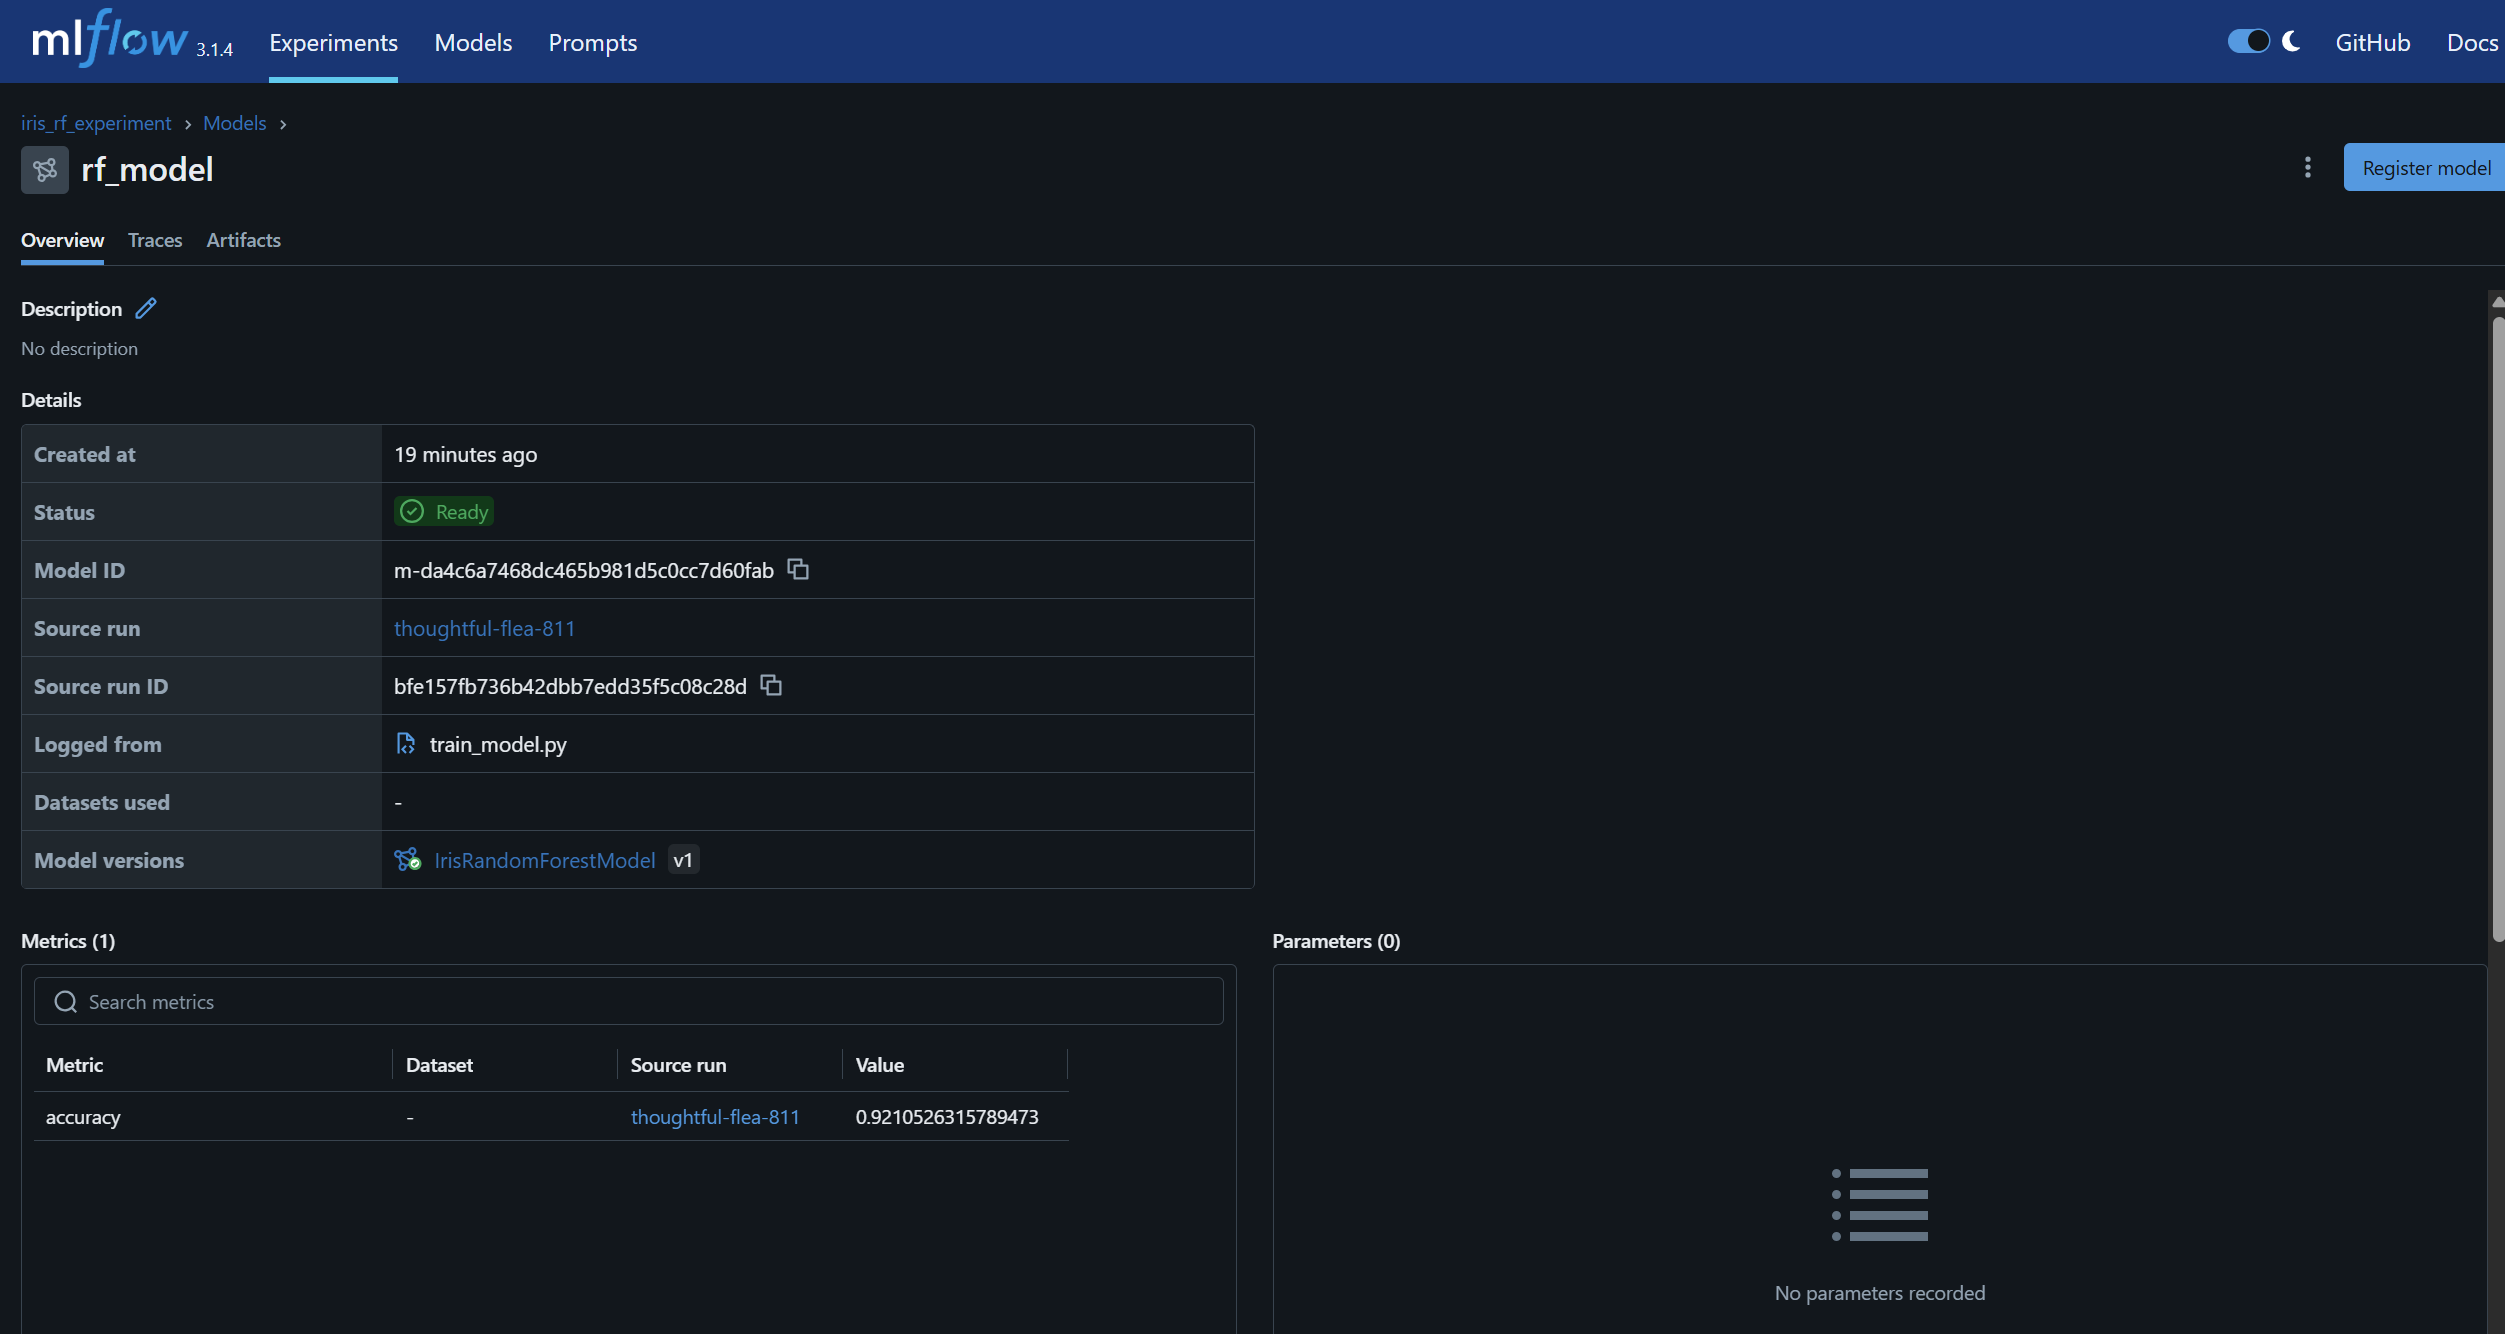 mlflow 3.1.4 Experiments Models Prompts GitHub Docs
iris_rf_experiment › Models ›
rf_model
Register model
Overview Traces Artifacts
Description
No description
Details
Created at 19 minutes ago
Status Ready
Model ID m-da4c6a7468dc465b981d5c0cc7d60fab
Source run thoughtful-flea-811
Source run ID bfe157fb736b42dbb7edd35f5c08c28d
Logged from train_model.py
Datasets used -
Model versions IrisRandomForestModel v1
Metrics (1)
Search metrics
Metric Dataset Source run Value
accuracy - thoughtful-flea-811 0.9210526315789473
Parameters (0)
No parameters recorded